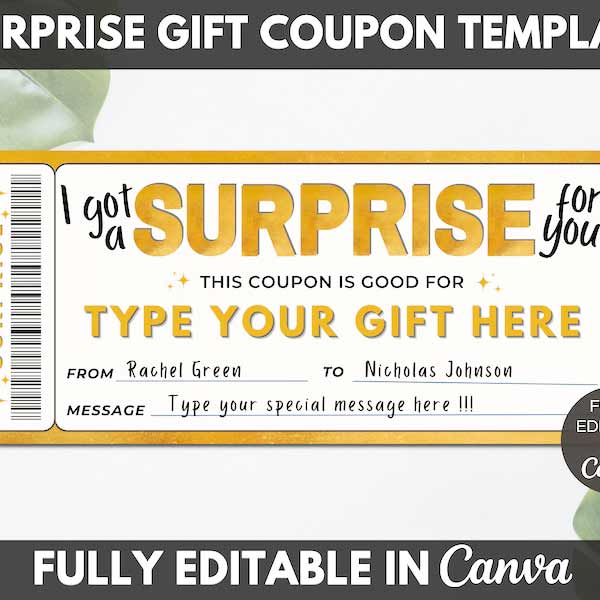 URPRISE GIFT COUPON TEMPLA
I got a SURPRISE for you
THIS COUPON IS GOOD FOR
TYPE YOUR GIFT HERE
FROM Rachel Green TO Nicholas Johnson
MESSAGE Type your special message here !!!
FULLY EDITABLE IN Canva